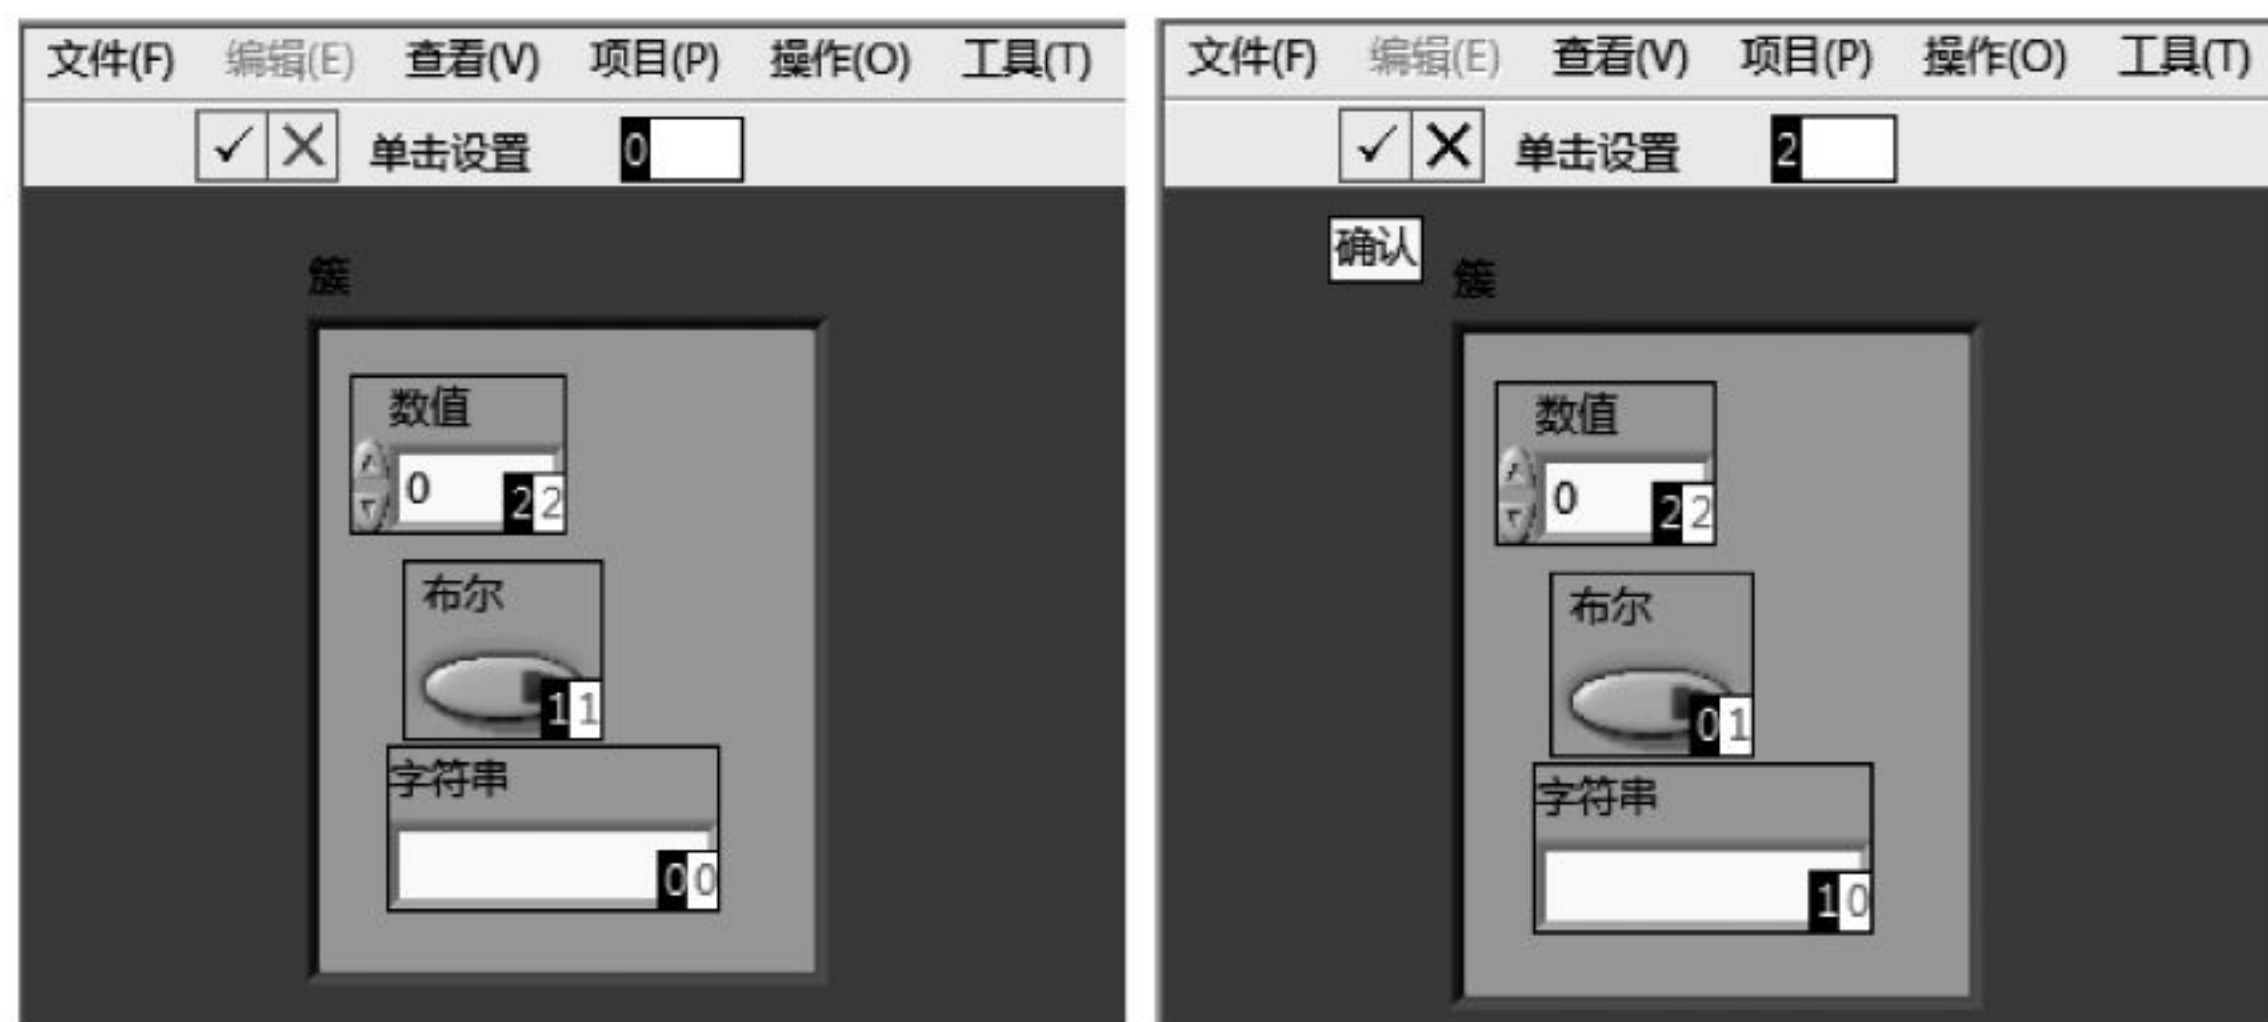 文件(F) 编辑(E) 查看(V) 项目(P) 操作(O) 工具(T)
单击设置 0
簇
数值
0 2 2
布尔
1 1
字符串
0 0
文件(F) 编辑(E) 查看(V) 项目(P) 操作(O) 工具(T)
单击设置 2
确认
簇
数值
0 2 2
布尔
0 1
字符串
1 0